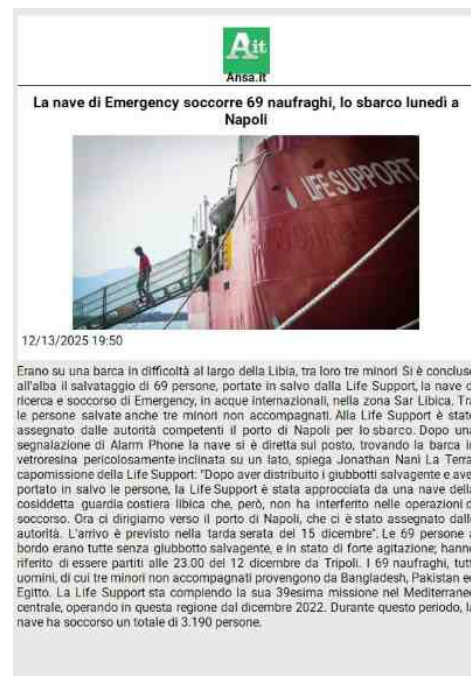 Ait
Ansa.it
La nave di Emergency soccorre 69 naufraghi, lo sbarco lunedì a
Napoli
LIFE SUPPORT
12/13/2025 19:50
Erano su una barca in difficoltà al largo della Libia, tra loro tre minori Si è conclus
all'alba il salvataggio di 69 persone, portate in salvo dalla Life Support, la nave d
ricerca e soccorso di Emergency, in acque internazionali, nella zona Sar Libica. Tr
le persone salvate anche tre minori non accompagnati. Alla Life Support è stat
assegnato dalle autorità competenti il porto di Napoli per lo sbarco. Dopo un
segnalazione di Alarm Phone la nave si è diretta sul posto, trovando la barca i
vetroresina pericolosamente inclinata su un lato, spiega Jonathan Nanì La Terra
capomissione della Life Support: "Dopo aver distribuito i giubbotti salvagente e ave
portato in salvo le persone, la Life Support è stata approcciata da una nave dell
cosiddetta guardia costiera libica che, però, non ha interferito nelle operazioni d
soccorso. Ora ci dirigiamo verso il porto di Napoli, che ci è stato assegnato dall
autorità. L'arrivo è previsto nella tarda serata del 15 dicembre". Le 69 persone
bordo erano tutte senza giubbotto salvagente, e in stato di forte agitazione; hann
riferito di essere partiti alle 23.00 del 12 dicembre da Tripoli. I 69 naufraghi, tutt
uomini, di cui tre minori non accompagnati provengono da Bangladesh, Pakistan e
Egitto. La Life Support sta compiendo la sua 39esima missione nel Mediterrane
centrale, operando in questa regione dal dicembre 2022. Durante questo periodo, l
nave ha soccorso un totale di 3.190 persone.